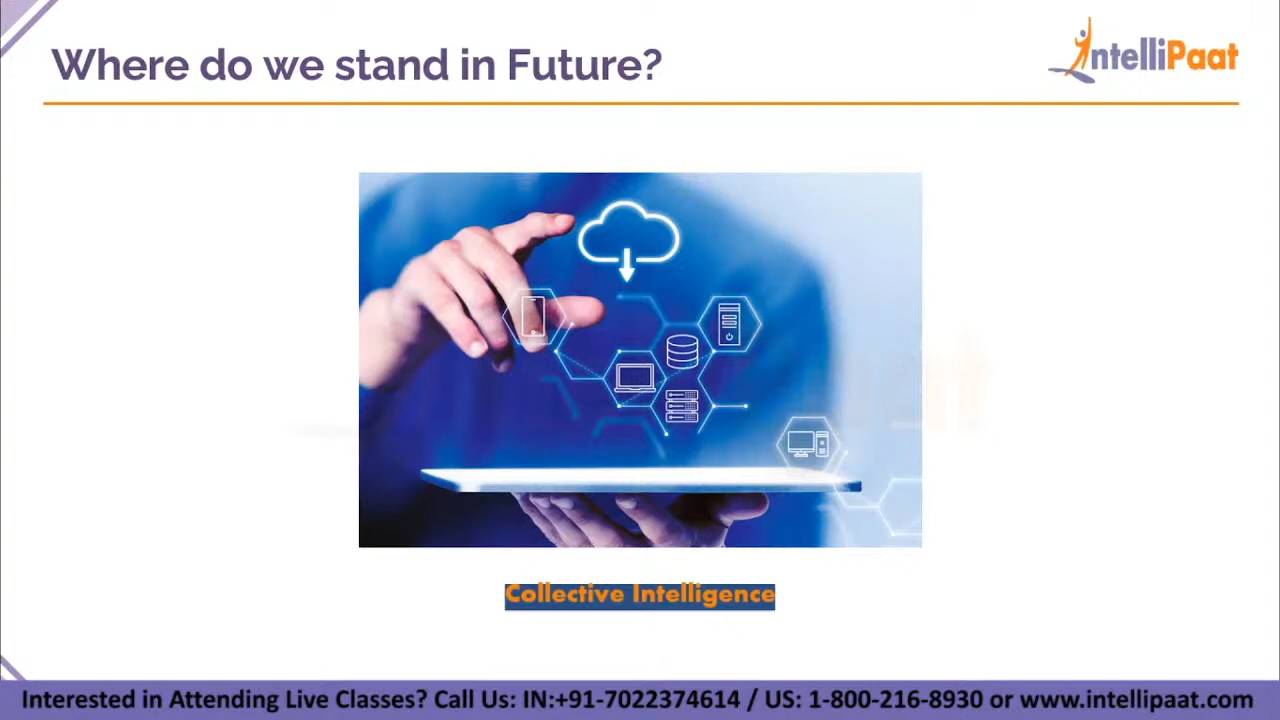 Where do we stand in Future?
IntelliPaat
Collective Intelligence
Interested in Attending Live Classes? Call Us: IN:+91-7022374614 / US: 1-800-216-8930 or www.intellipaat.com